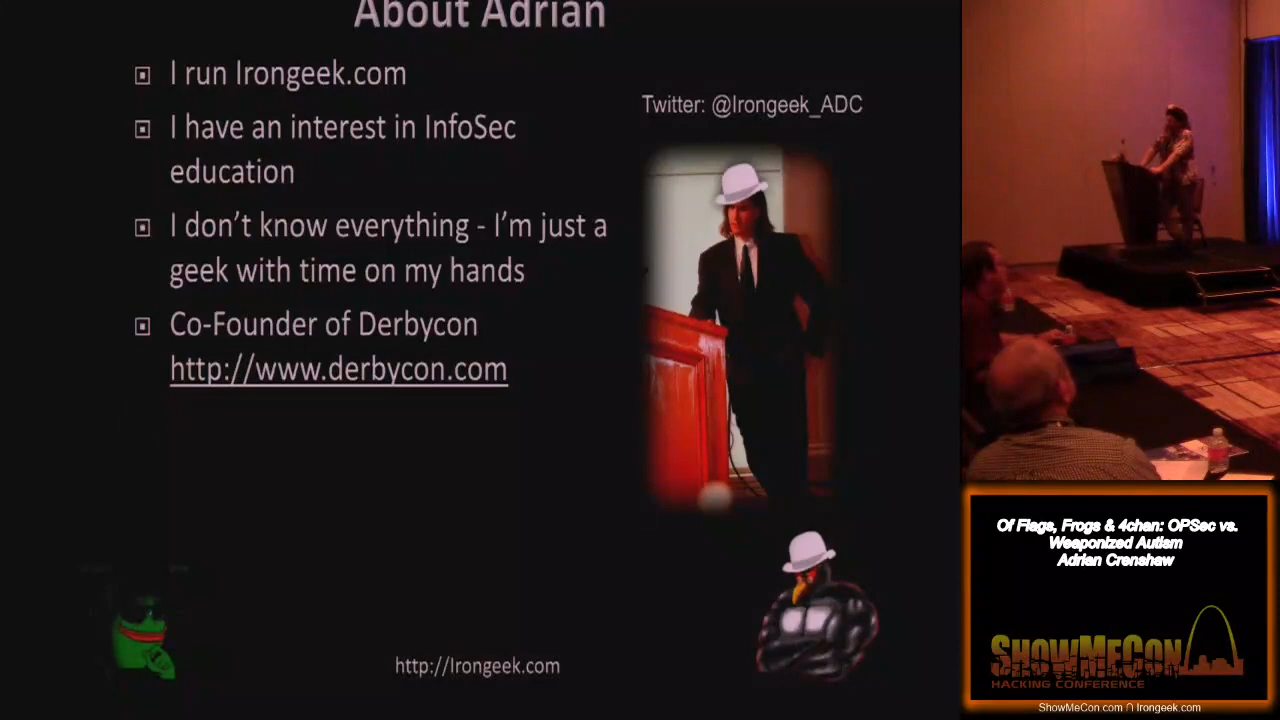 About Adrian
I run Irongeek.com
I have an interest in InfoSec
education
I don't know everything - I'm just a
geek with time on my hands
Co-Founder of Derbycon
http://www.derbycon.com
Twitter: @Irongeek_ADC
http://Irongeek.com
Of Flags, Frogs & 4chan: OPSec vs.
Weaponized Autism
Adrian Crenshaw
SHOWMECON
HACKING CONFERENCE
ShowMeCon.com ∩ Irongeek.com